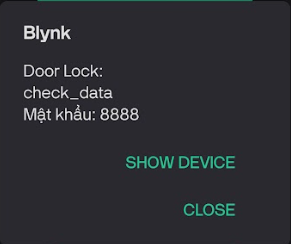 Blynk
Door Lock:
check_data
Mật khẩu: 8888
SHOW DEVICE
CLOSE